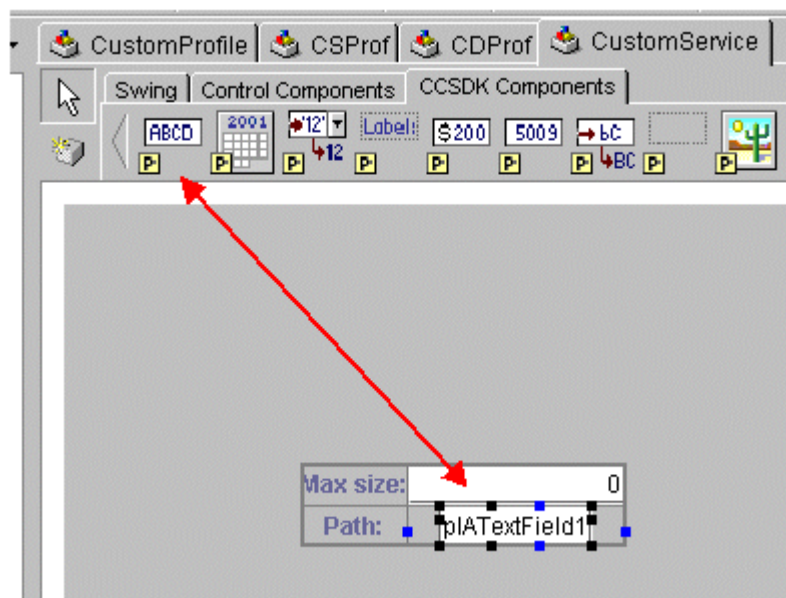 CustomProfile CSProf CDProf CustomService
Swing Control Components CCSDK Components
ABCD 2001 '12' Label: $200 5009 bC
P P P 12 P P P P BC P P
Max size: 0
Path: pIATextField1